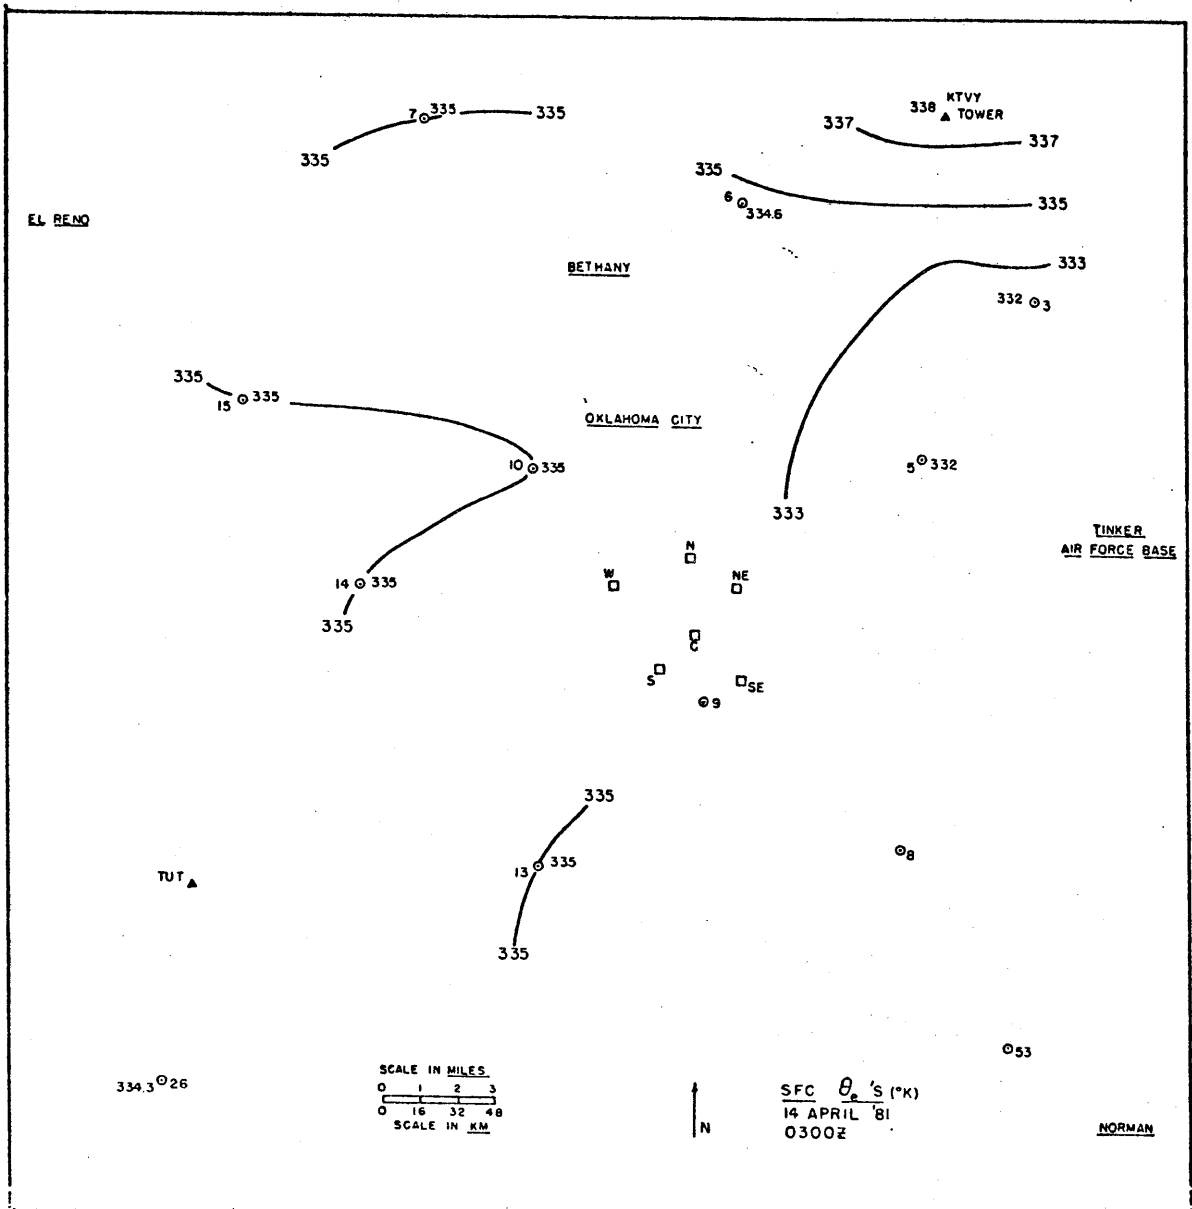 KTVY
338 TOWER
7 335 335
335
337 337
335
6 334.6
335
EL RENO
BETHANY
333
332 3
335
15 335
OKLAHOMA CITY
10 335
5 332
333
TINKER
AIR FORCE BASE
N
W NE
14 335
335
C
S SE
9
335
8
13 335
TUT
335
53
334.3 26
SCALE IN MILES
0 1 2 3
0 16 32 48
SCALE IN KM
N
SFC θe 'S (°K)
14 APRIL '81
0300Z
NORMAN